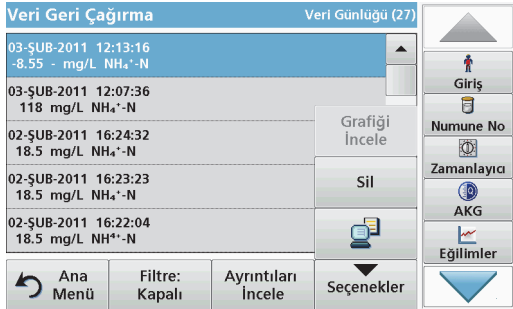 Veri Geri Çağırma
Veri Günlüğü (27)
03-ŞUB-2011 12:13:16
-8.55 - mg/L NH₄⁺-N
03-ŞUB-2011 12:07:36
118 mg/L NH₄⁺-N
02-ŞUB-2011 16:24:32
18.5 mg/L NH₄⁺-N
02-ŞUB-2011 16:23:23
18.5 mg/L NH₄⁺-N
02-ŞUB-2011 16:22:04
18.5 mg/L NH⁴⁺-N
Grafiği
İncele
Sil
Ana
Menü
Filtre:
Kapalı
Ayrıntıları
İncele
Seçenekler
Giriş
Numune No
Zamanlayıcı
AKG
Eğilimler